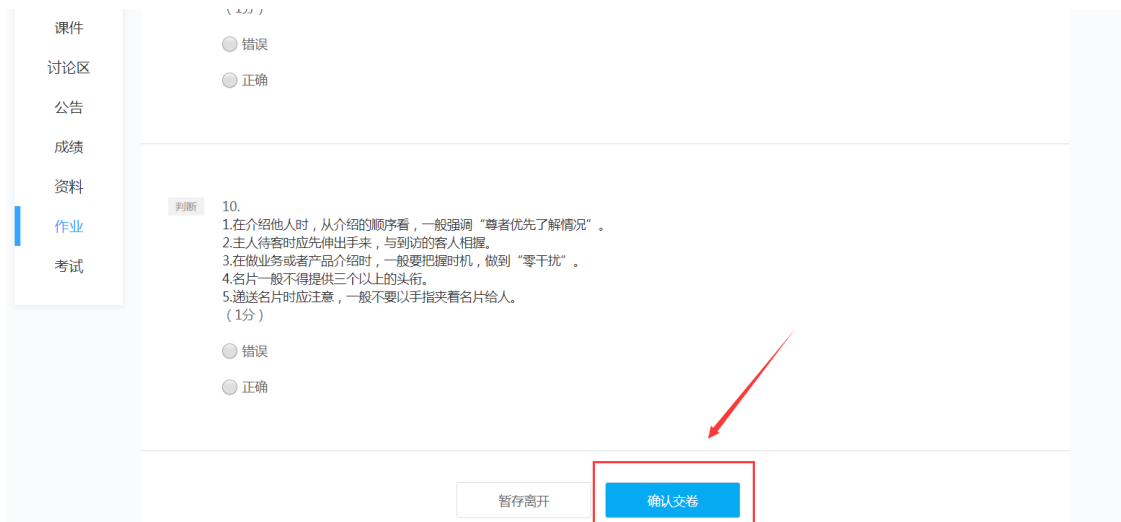 课件
讨论区
公告
成绩
资料
作业
考试
（1分）
错误
正确
判断
10.
1.在介绍他人时，从介绍的顺序看，一般强调“尊者优先了解情况”。
2.主人待客时应先伸出手来，与到访的客人相握。
3.在做业务或者产品介绍时，一般要把握时机，做到“零干扰”。
4.名片一般不得提供三个以上的头衔。
5.递送名片时应注意，一般不要以手指夹着名片给人。
（1分）
错误
正确
暂存离开
确认交卷